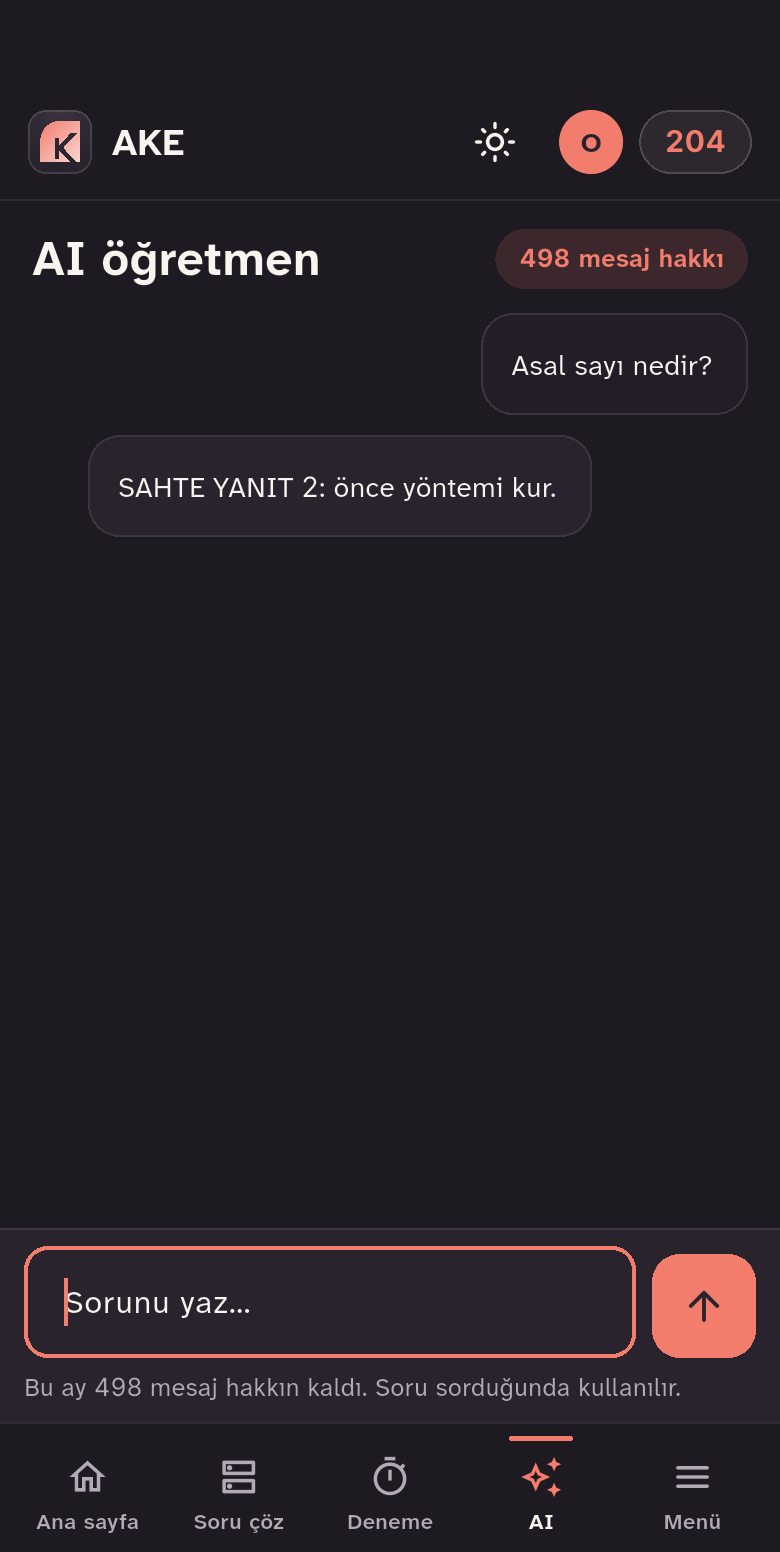 AKE
O
204
AI öğretmen
498 mesaj hakkı
Asal sayı nedir?
SAHTE YANIT 2: önce yöntemi kur.
Sorunu yaz...
Bu ay 498 mesaj hakkın kaldı. Soru sorduğunda kullanılır.
Ana sayfa
Soru çöz
Deneme
AI
Menü